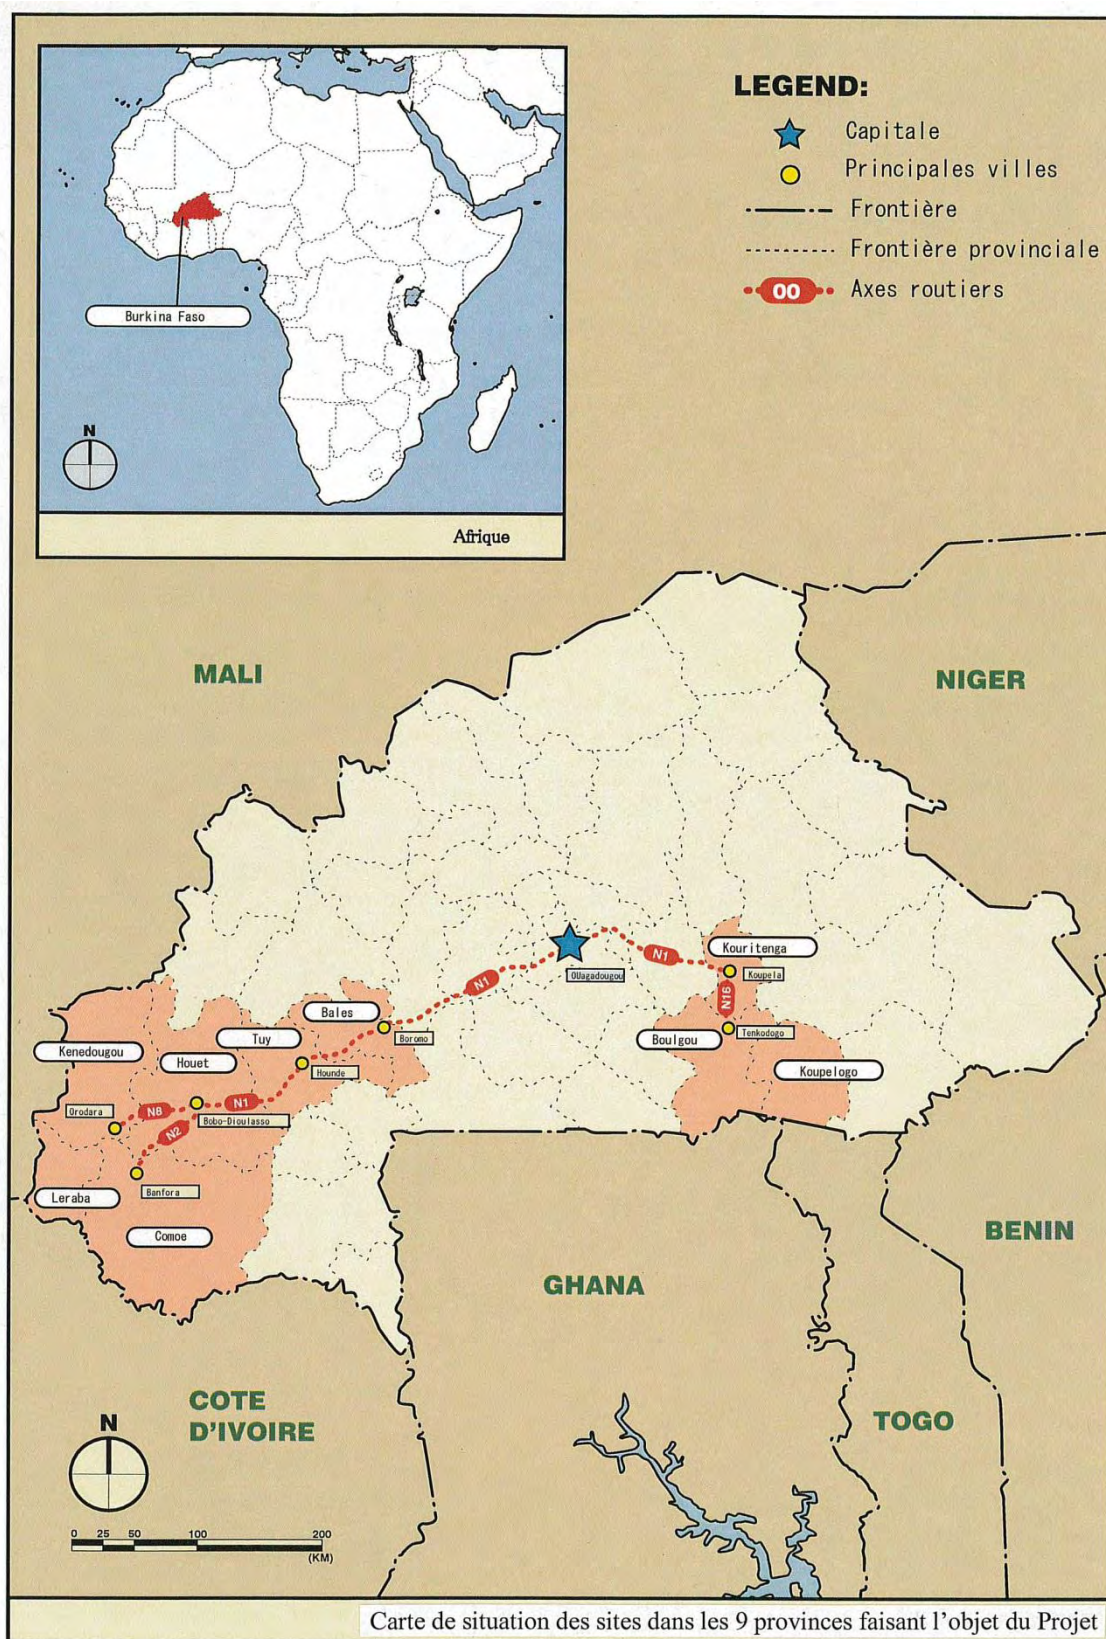 Burkina Faso
N
Afrique
LEGEND:
Capitale
Principales villes
Frontière
Frontière provinciale
00 Axes routiers
MALI
NIGER
Kouritenga
N1
Koupela
OUagadougou
N1
N16
Bales
Boromo
Tenkodogo
Tuy
Boulgou
Kenedougou
Houet
Hounde
Koupelogo
Orodara
N8
N1
Bobo-Dioulasso
N2
Leraba
Banfora
Comoe
BENIN
GHANA
COTE
D'IVOIRE
TOGO
N
0 25 50 100 200
(KM)
Carte de situation des sites dans les 9 provinces faisant l'objet du Projet